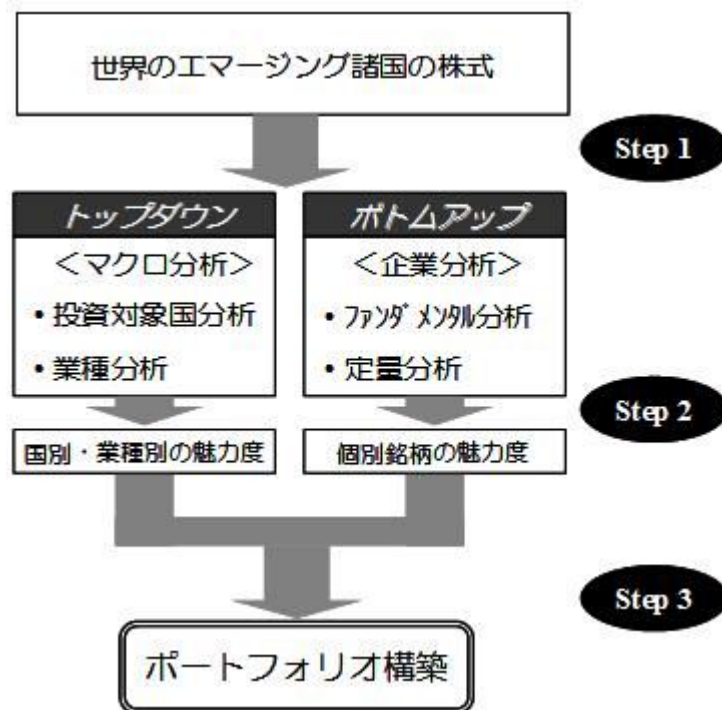 世界のエマージング諸国の株式
Step 1
トップダウン
<マクロ分析>
・投資対象国分析
・業種分析
ボトムアップ
<企業分析>
・ファンダメンタル分析
・定量分析
Step 2
国別・業種別の魅力度
個別銘柄の魅力度
Step 3
ポートフォリオ構築